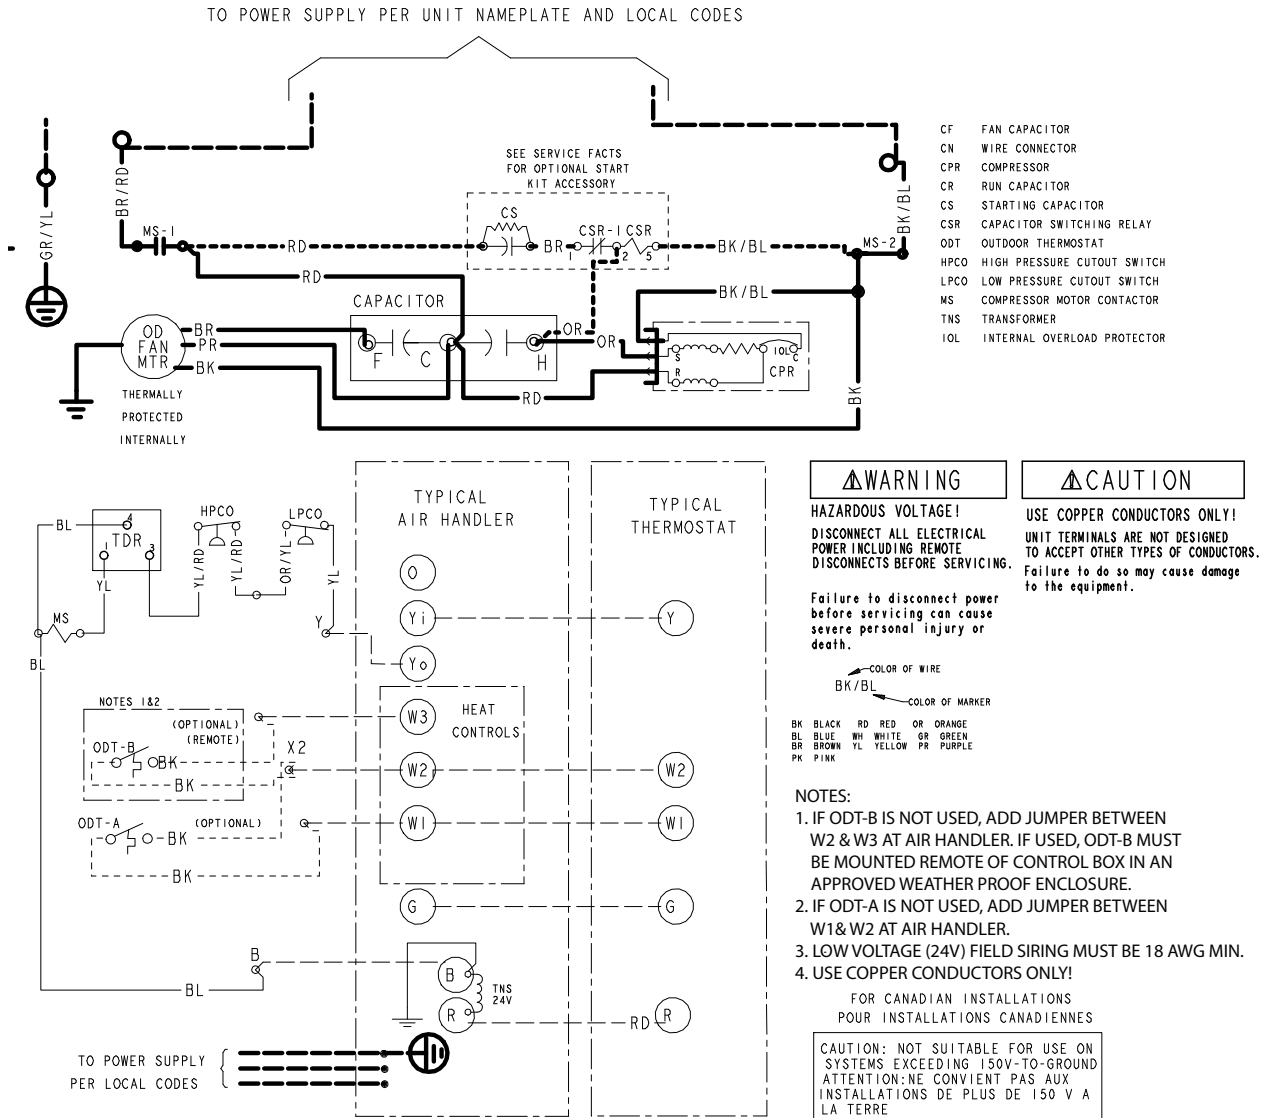 TO POWER SUPPLY PER UNIT NAMEPLATE AND LOCAL CODES
GR/YL
BR/RD
MS-1
RD
RD
SEE SERVICE FACTS
FOR OPTIONAL START
KIT ACCESSORY
CS
BR
CSR-1 CSR
1 2 5
BK/BL
BK/BL
MS-2
BK/BL
CF FAN CAPACITOR
CN WIRE CONNECTOR
CPR COMPRESSOR
CR RUN CAPACITOR
CS STARTING CAPACITOR
CSR CAPACITOR SWITCHING RELAY
ODT OUTDOOR THERMOSTAT
HPCO HIGH PRESSURE CUTOUT SWITCH
LPCO LOW PRESSURE CUTOUT SWITCH
MS COMPRESSOR MOTOR CONTACTOR
TNS TRANSFORMER
IOL INTERNAL OVERLOAD PROTECTOR
CAPACITOR
F C H
OR
OR
S
R
IOL C
CPR
OD
FAN
MTR
BR
PR
BK
THERMALLY
PROTECTED
INTERNALLY
RD
BK
BL
4
TDR
1 3
YL
MS
BL
HPCO
YL/RD
YL/RD
LPCO
OR/YL
YL
Y
TYPICAL
AIR HANDLER
O
Yi
Yo
HEAT
CONTROLS
W3
W2
W1
G
B
R
TNS
24V
TYPICAL
THERMOSTAT
Y
W2
W1
G
RD
R
NOTES 1&2
(OPTIONAL)
(REMOTE)
ODT-B
BK
BK
X2
ODT-A
(OPTIONAL)
BK
BK
B
BL
TO POWER SUPPLY
PER LOCAL CODES
WARNING
HAZARDOUS VOLTAGE!
DISCONNECT ALL ELECTRICAL
POWER INCLUDING REMOTE
DISCONNECTS BEFORE SERVICING.
Failure to disconnect power
before servicing can cause
severe personal injury or
death.
CAUTION
USE COPPER CONDUCTORS ONLY!
UNIT TERMINALS ARE NOT DESIGNED
TO ACCEPT OTHER TYPES OF CONDUCTORS.
Failure to do so may cause damage
to the equipment.
COLOR OF WIRE
BK/BL
COLOR OF MARKER
BK BLACK RD RED OR ORANGE
BL BLUE WH WHITE GR GREEN
BR BROWN YL YELLOW PR PURPLE
PK PINK
NOTES:
1. IF ODT-B IS NOT USED, ADD JUMPER BETWEEN
W2 & W3 AT AIR HANDLER. IF USED, ODT-B MUST
BE MOUNTED REMOTE OF CONTROL BOX IN AN
APPROVED WEATHER PROOF ENCLOSURE.
2. IF ODT-A IS NOT USED, ADD JUMPER BETWEEN
W1& W2 AT AIR HANDLER.
3. LOW VOLTAGE (24V) FIELD SIRING MUST BE 18 AWG MIN.
4. USE COPPER CONDUCTORS ONLY!
FOR CANADIAN INSTALLATIONS
POUR INSTALLATIONS CANADIENNES
CAUTION: NOT SUITABLE FOR USE ON
SYSTEMS EXCEEDING 150V-TO-GROUND
ATTENTION:NE CONVIENT PAS AUX
INSTALLATIONS DE PLUS DE 150 V A
LA TERRE